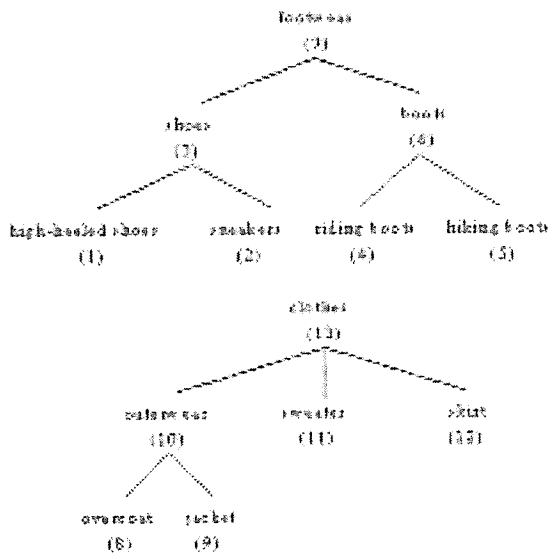 footwear
(7)
shoes boots
(3) (6)
high-heeled shoes sneakers riding boots hiking boots
(1) (2) (4) (5)
clothes
(13)
outerwear sweater
(10) (11) (12)
overcoat jacket
(8) (9)